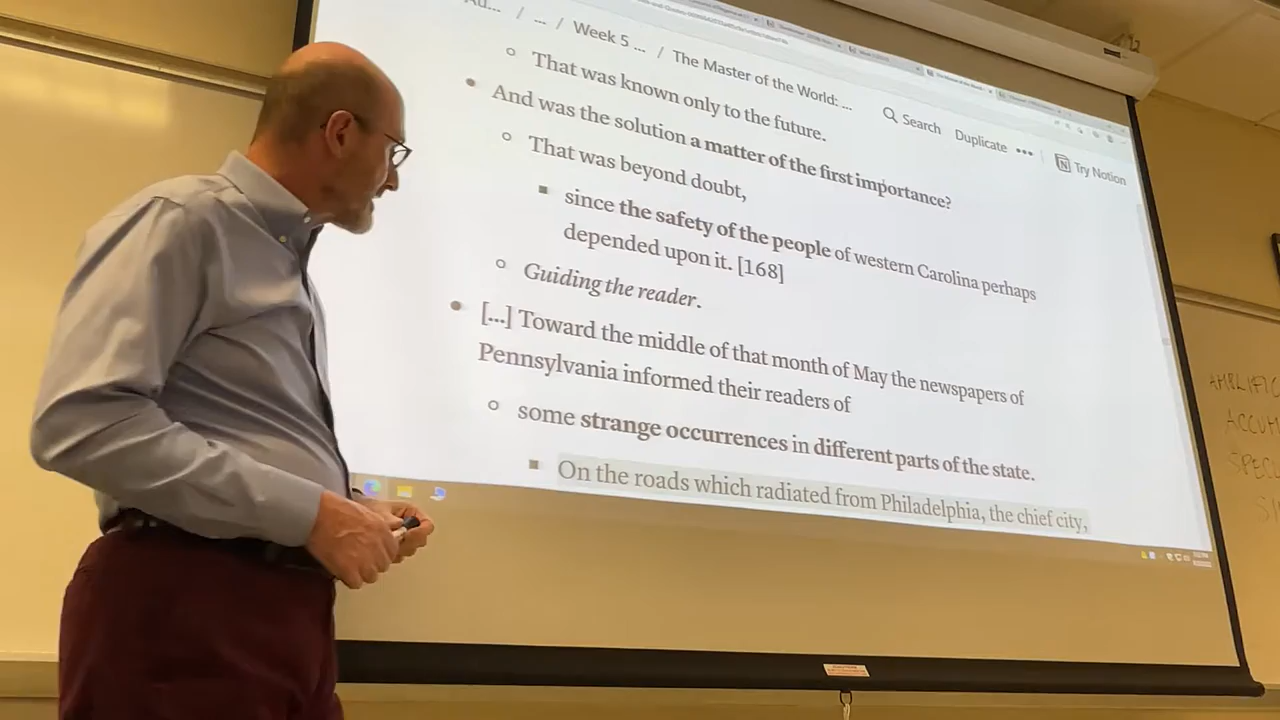 / ... / Week 5 ... / The Master of the World: ...
Search Duplicate ••• Try Notion
That was known only to the future.
And was the solution a matter of the first importance?
That was beyond doubt,
since the safety of the people of western Carolina perhaps
depended upon it. [168]
Guiding the reader.
[...] Toward the middle of that month of May the newspapers of
Pennsylvania informed their readers of
some strange occurrences in different parts of the state.
On the roads which radiated from Philadelphia, the chief city,